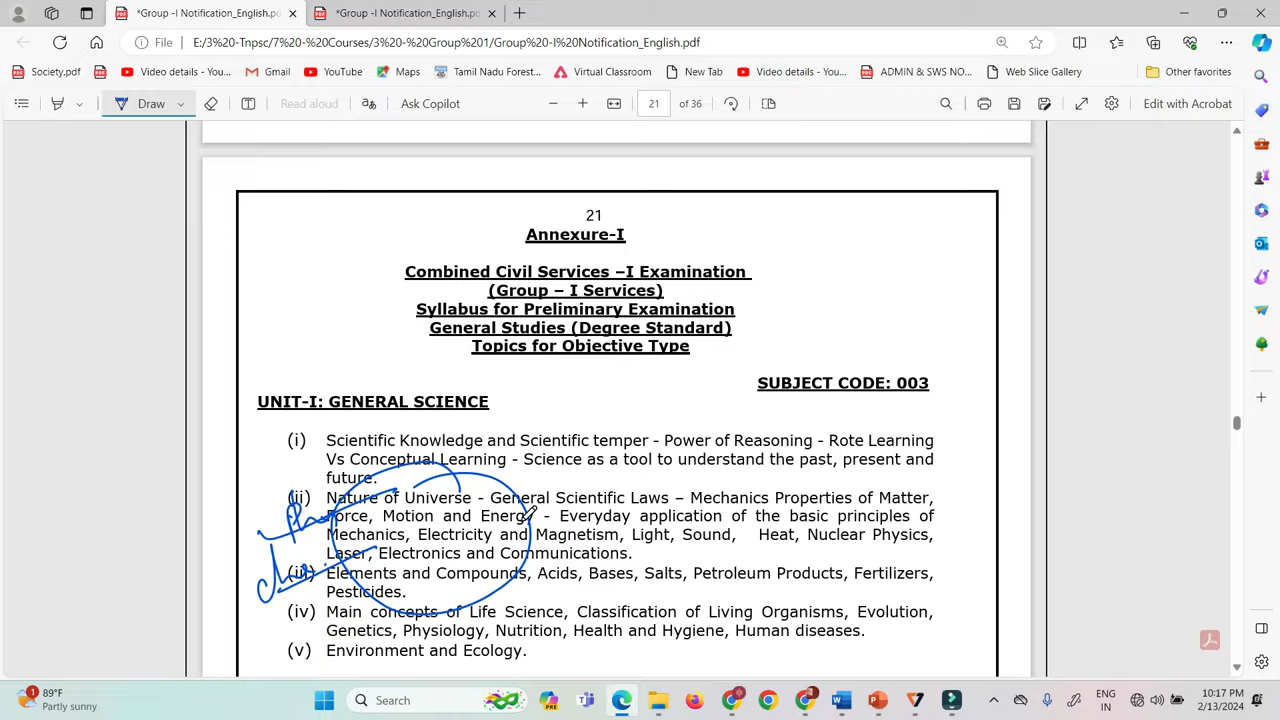 *Group -I Notification_English.pdf
*Group -I Notification_English.pdf
File
E:/3%20-Tnpsc/7%20-%20Courses/3%20-%20Group%201/Group%20-I%20Notification_English.pdf
Society.pdf
Video details - You...
Gmail
YouTube
Maps
Tamil Nadu Forest...
Virtual Classroom
New Tab
Video details - You...
ADMIN & SWS NO...
Web Slice Gallery
Other favorites
Draw
Read aloud
Ask Copilot
21 of 36
Edit with Acrobat
21
Annexure-I
Combined Civil Services –I Examination
(Group – I Services)
Syllabus for Preliminary Examination
General Studies (Degree Standard)
Topics for Objective Type
SUBJECT CODE: 003
UNIT-I: GENERAL SCIENCE
(i) Scientific Knowledge and Scientific temper - Power of Reasoning - Rote Learning
Vs Conceptual Learning - Science as a tool to understand the past, present and
future.
(ii) Nature of Universe - General Scientific Laws – Mechanics Properties of Matter,
Force, Motion and Energy - Everyday application of the basic principles of
Mechanics, Electricity and Magnetism, Light, Sound, Heat, Nuclear Physics,
Laser, Electronics and Communications.
(iii) Elements and Compounds, Acids, Bases, Salts, Petroleum Products, Fertilizers,
Pesticides.
(iv) Main concepts of Life Science, Classification of Living Organisms, Evolution,
Genetics, Physiology, Nutrition, Health and Hygiene, Human diseases.
(v) Environment and Ecology.
1
89°F
Partly sunny
Search
PRE
ENG
IN
10:17 PM
2/13/2024